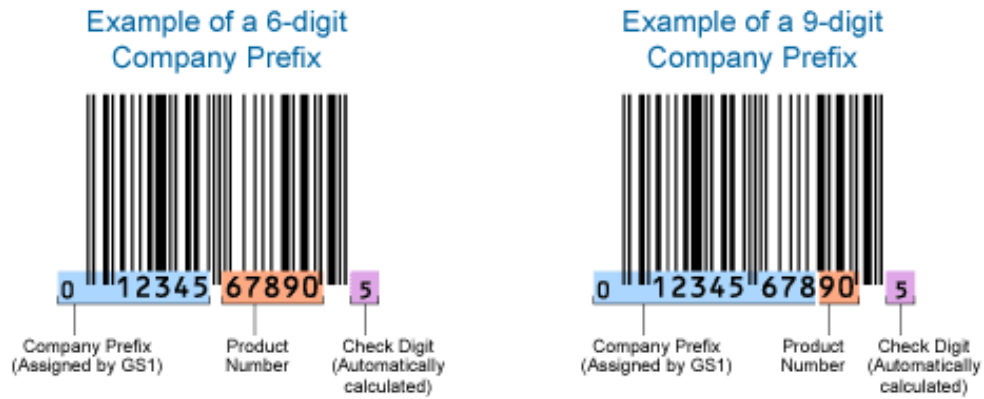 Example of a 6-digit
Company Prefix
0 12345 67890 5
Company Prefix
(Assigned by GS1)
Product
Number
Check Digit
(Automatically
calculated)
Example of a 9-digit
Company Prefix
0 12345 678 90 5
Company Prefix
(Assigned by GS1)
Product
Number
Check Digit
(Automatically
calculated)